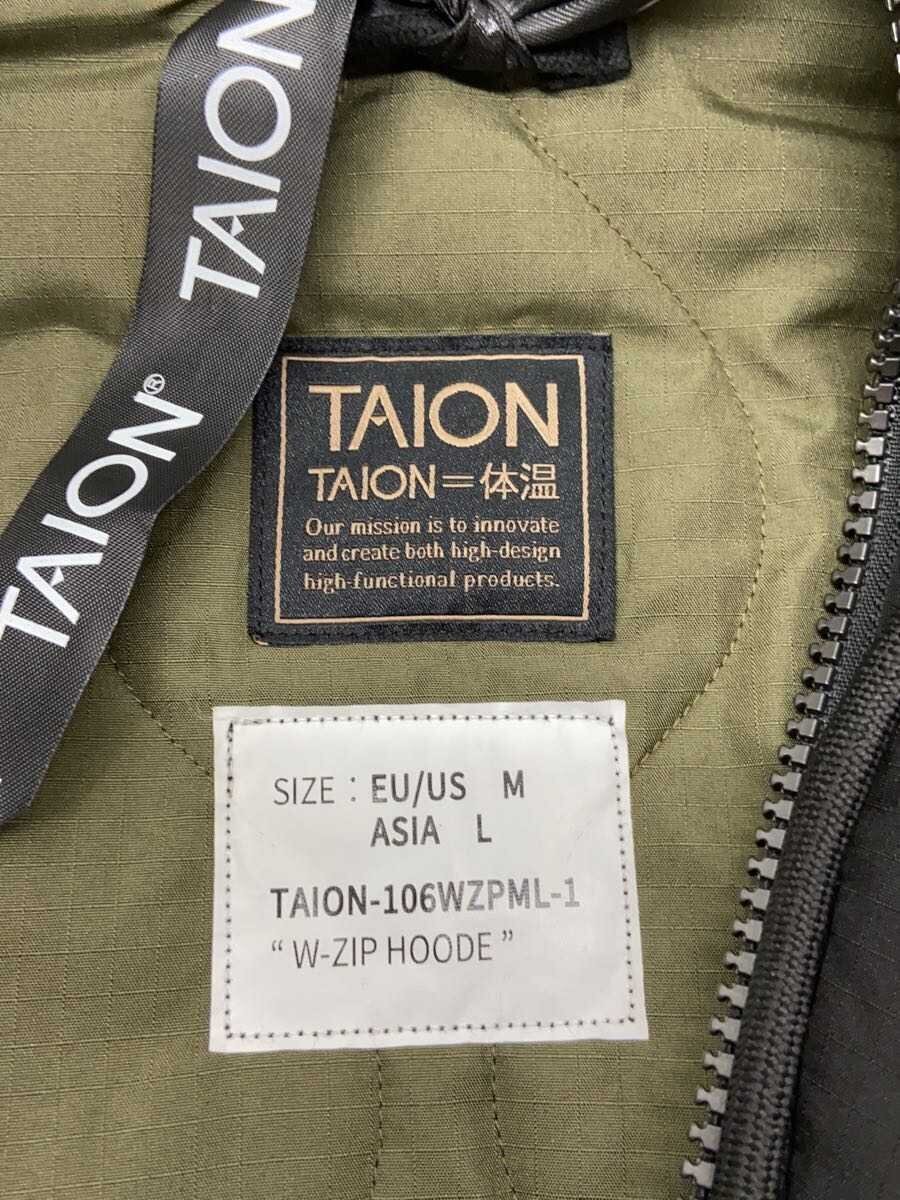 TAION
TAION®
TAION
TAION
TAION=体温
Our mission is to innovate
and create both high-design
high-functional products.
SIZE : EU/US M
ASIA L
TAION-106WZPML-1
“ W-ZIP HOODE ”